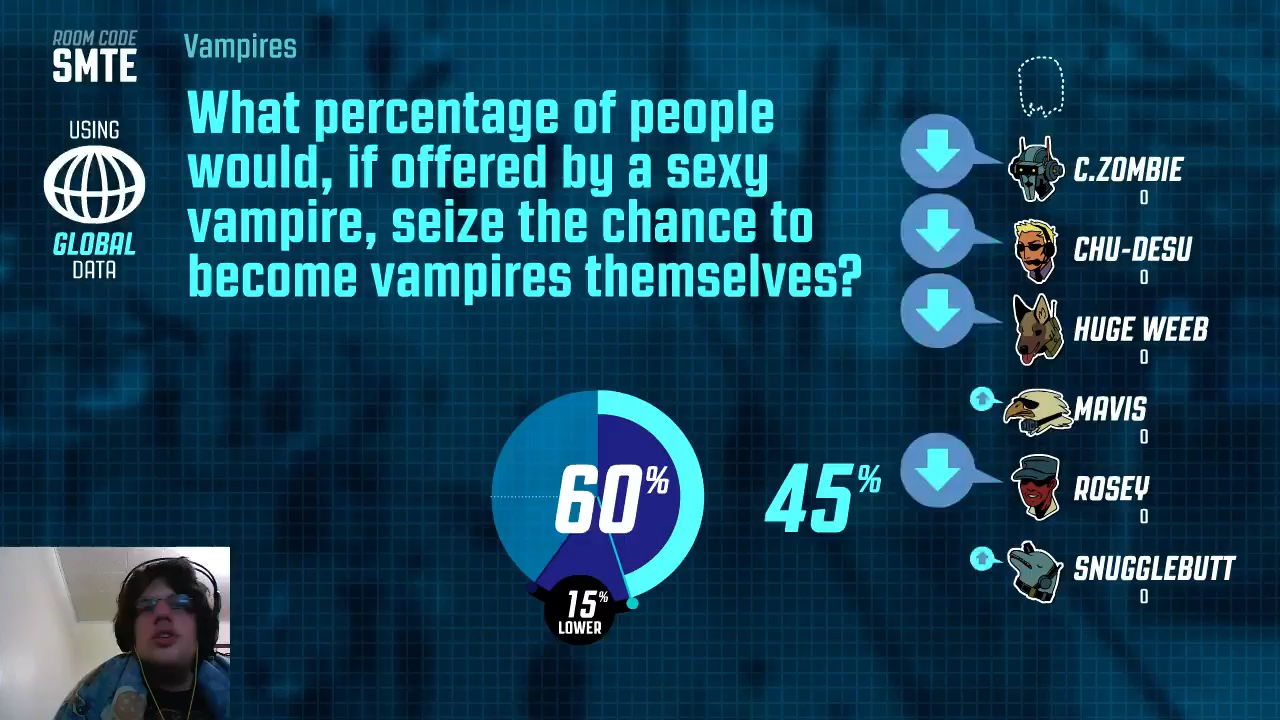 ROOM CODE
SMTE
USING
GLOBAL
DATA
Vampires
What percentage of people
would, if offered by a sexy
vampire, seize the chance to
become vampires themselves?
60%
45%
15%
LOWER
C.ZOMBIE
0
CHU-DESU
0
HUGE WEEB
0
MAVIS
0
ROSEY
0
SNUGGLEBUTT
0